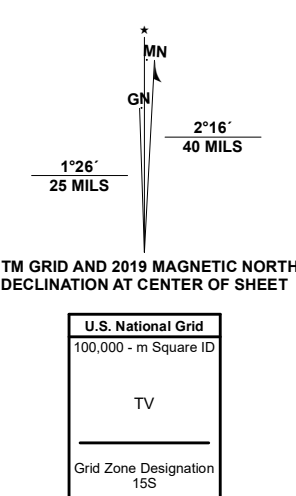 MN
GN
2°16´
40 MILS
1°26´
25 MILS
TM GRID AND 2019 MAGNETIC NORTH
DECLINATION AT CENTER OF SHEET
U.S. National Grid
100,000 - m Square ID
TV
Grid Zone Designation
15S